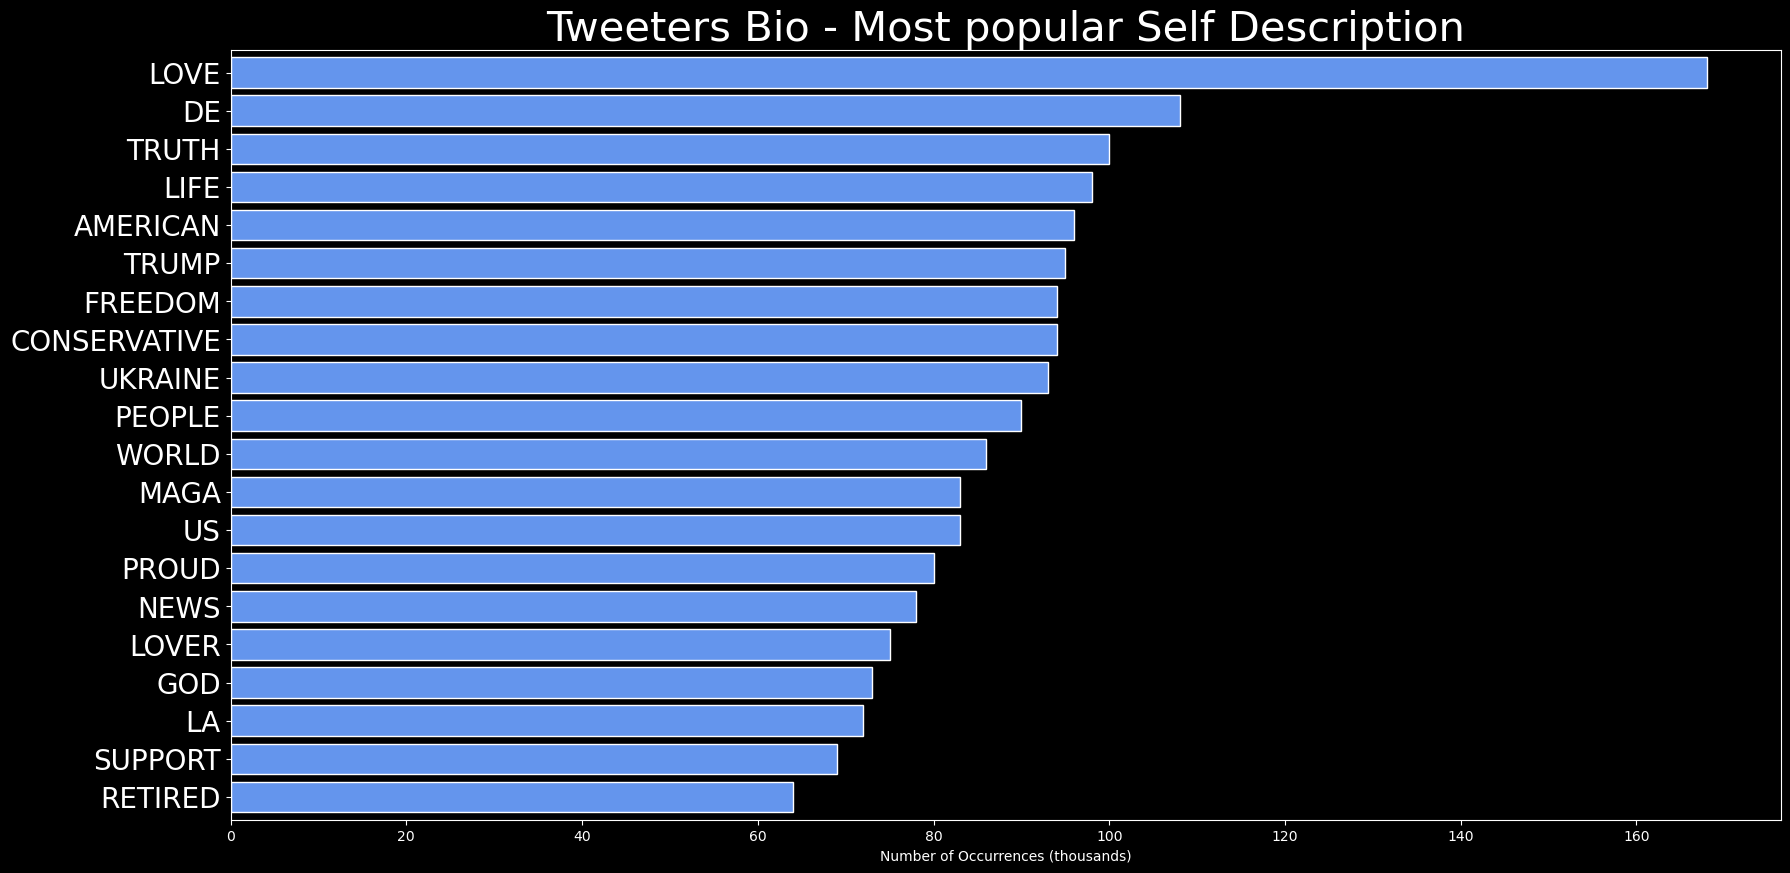 Tweeters Bio - Most popular Self Description
LOVE
DE
TRUTH
LIFE
AMERICAN
TRUMP
FREEDOM
CONSERVATIVE
UKRAINE
PEOPLE
WORLD
MAGA
US
PROUD
NEWS
LOVER
GOD
LA
SUPPORT
RETIRED
0 20 40 60 80 100 120 140 160
Number of Occurrences (thousands)